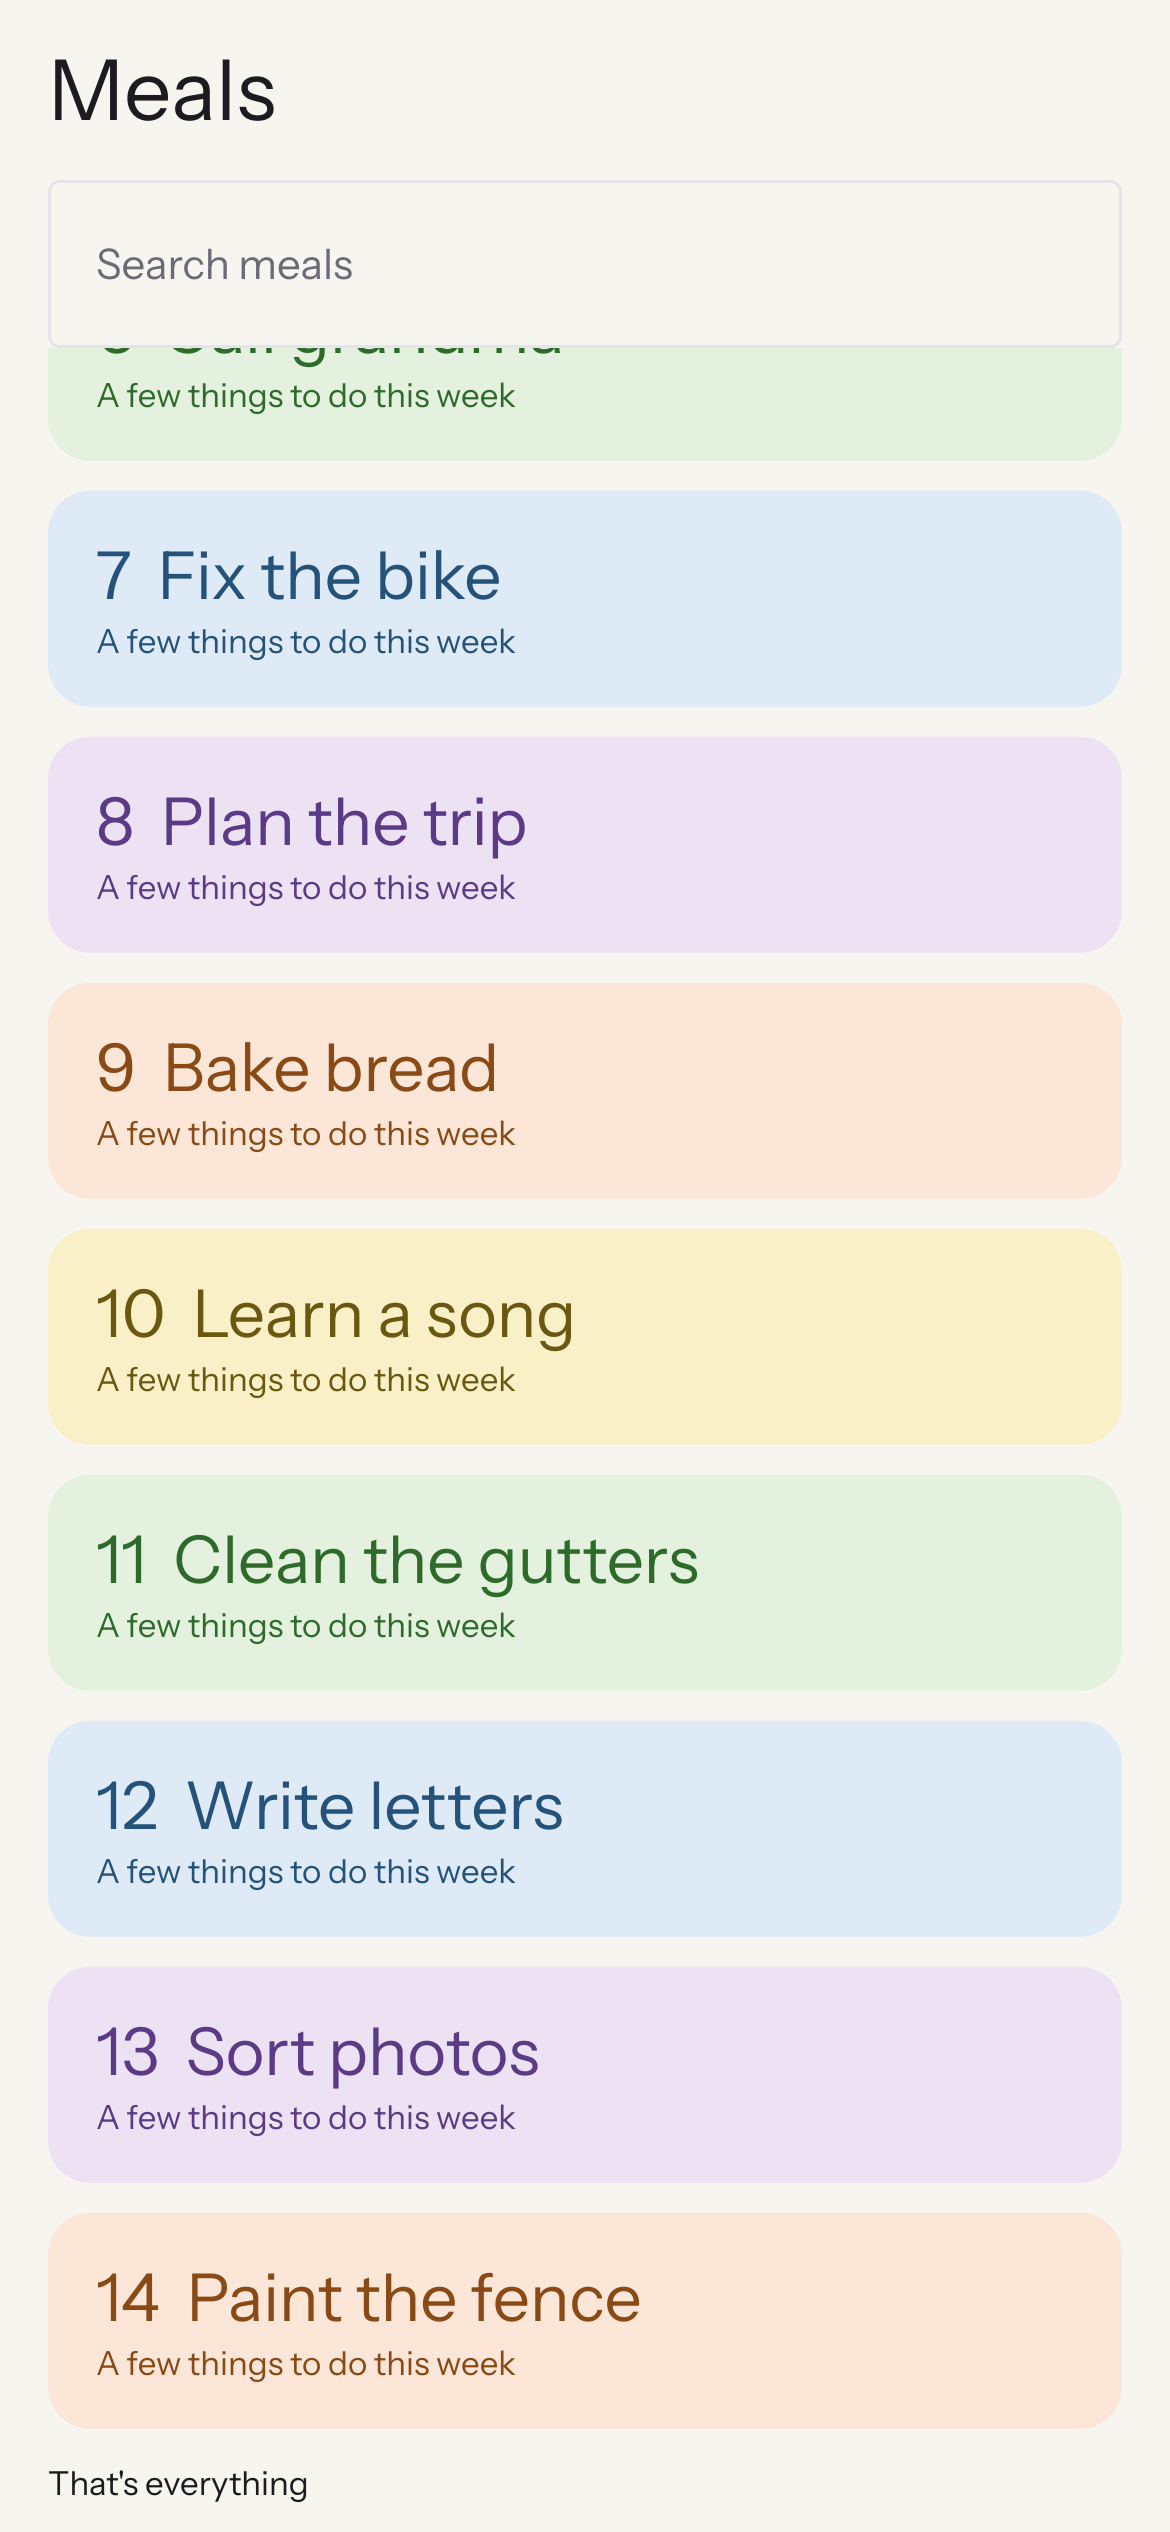 Meals
Search meals
A few things to do this week
7 Fix the bike
A few things to do this week
8 Plan the trip
A few things to do this week
9 Bake bread
A few things to do this week
10 Learn a song
A few things to do this week
11 Clean the gutters
A few things to do this week
12 Write letters
A few things to do this week
13 Sort photos
A few things to do this week
14 Paint the fence
A few things to do this week
That's everything